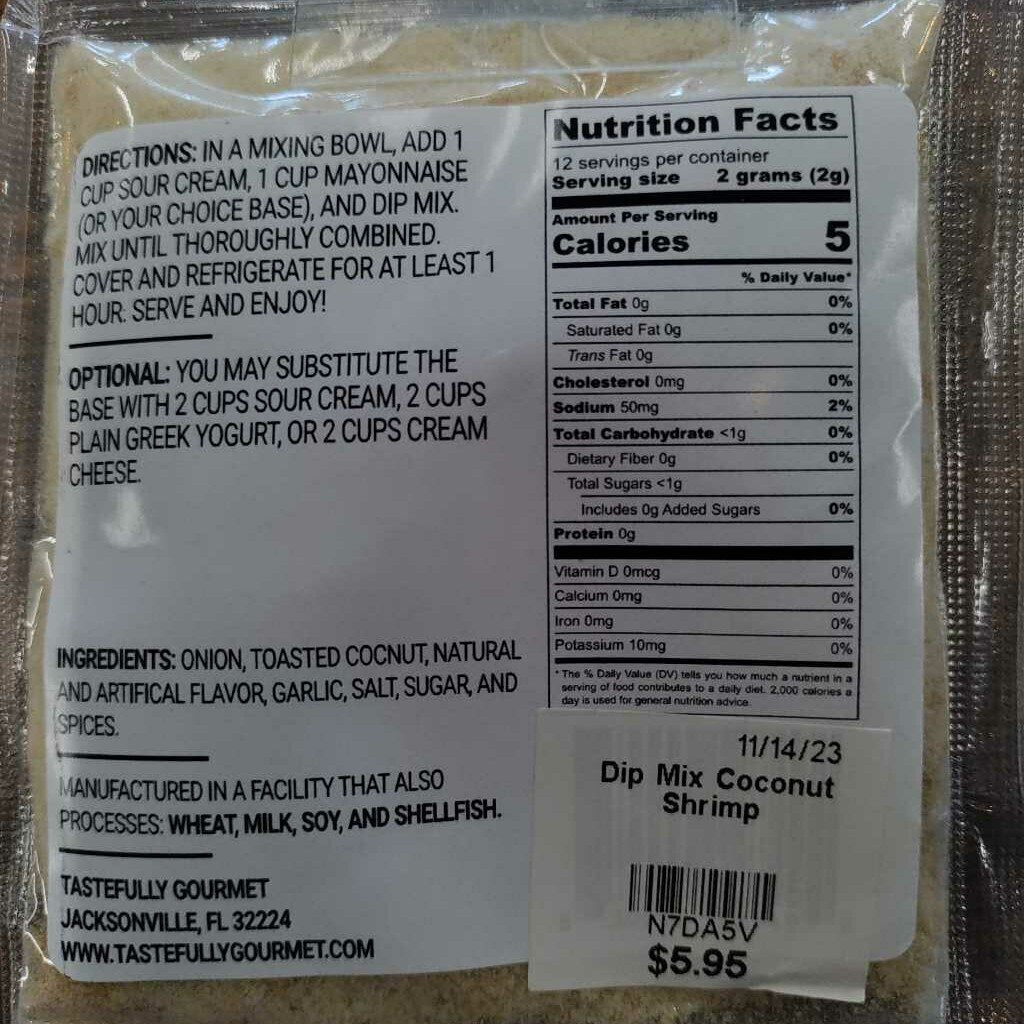 DIRECTIONS: IN A MIXING BOWL, ADD 1
CUP SOUR CREAM, 1 CUP MAYONNAISE
(OR YOUR CHOICE BASE), AND DIP MIX.
MIX UNTIL THOROUGHLY COMBINED.
COVER AND REFRIGERATE FOR AT LEAST 1
HOUR. SERVE AND ENJOY!
OPTIONAL: YOU MAY SUBSTITUTE THE
BASE WITH 2 CUPS SOUR CREAM, 2 CUPS
PLAIN GREEK YOGURT, OR 2 CUPS CREAM
CHEESE.
INGREDIENTS: ONION, TOASTED COCNUT, NATURAL
AND ARTIFICAL FLAVOR, GARLIC, SALT, SUGAR, AND
SPICES.
MANUFACTURED IN A FACILITY THAT ALSO
PROCESSES: WHEAT, MILK, SOY, AND SHELLFISH.
TASTEFULLY GOURMET
JACKSONVILLE, FL 32224
WWW.TASTEFULLYGOURMET.COM
Nutrition Facts
12 servings per container
Serving size 2 grams (2g)
Amount Per Serving
Calories 5
% Daily Value*
Total Fat 0g 0%
Saturated Fat 0g 0%
Trans Fat 0g
Cholesterol 0mg 0%
Sodium 50mg 2%
Total Carbohydrate <1g 0%
Dietary Fiber 0g 0%
Total Sugars <1g
Includes 0g Added Sugars 0%
Protein 0g
Vitamin D 0mcg 0%
Calcium 0mg 0%
Iron 0mg 0%
Potassium 10mg 0%
* The % Daily Value (DV) tells you how much a nutrient in a
serving of food contributes to a daily diet. 2,000 calories a
day is used for general nutrition advice.
11/14/23
Dip Mix Coconut
Shrimp
N7DA5V
$5.95